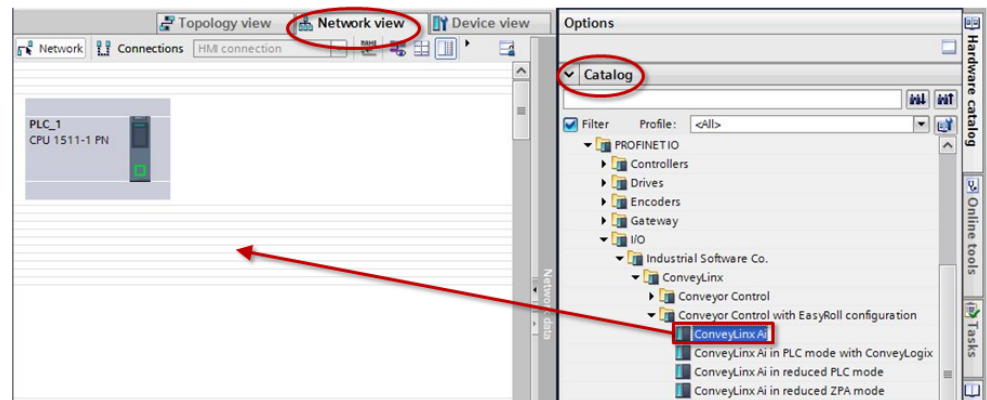 Topology view
Network view
Device view
Options
Network
Connections
HMI connection
Catalog
Filter
Profile:
<All>
PLC_1
CPU 1511-1 PN
PROFINET IO
Controllers
Drives
Encoders
Gateway
I/O
Industrial Software Co.
ConveyLinx
Conveyor Control
Conveyor Control with EasyRoll configuration
ConveyLinx Ai
ConveyLinx Ai in PLC mode with ConveyLogix
ConveyLinx Ai in reduced PLC mode
ConveyLinx Ai in reduced ZPA mode
Network data
Hardware catalog
Online tools
Tasks